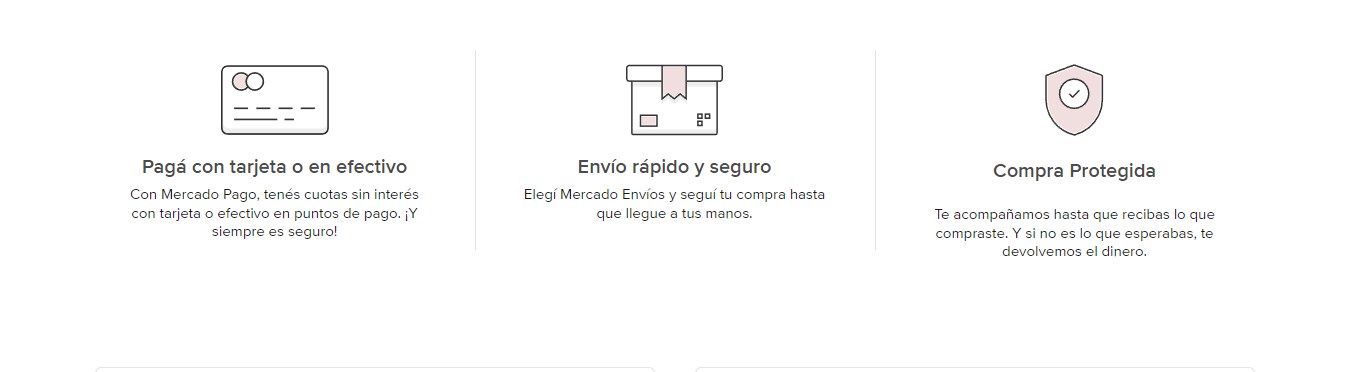 Pagá con tarjeta o en efectivo
Con Mercado Pago, tenés cuotas sin interés
con tarjeta o efectivo en puntos de pago. ¡Y
siempre es seguro!
Envío rápido y seguro
Elegí Mercado Envíos y seguí tu compra hasta
que llegue a tus manos.
Compra Protegida
Te acompañamos hasta que recibas lo que
compraste. Y si no es lo que esperabas, te
devolvemos el dinero.